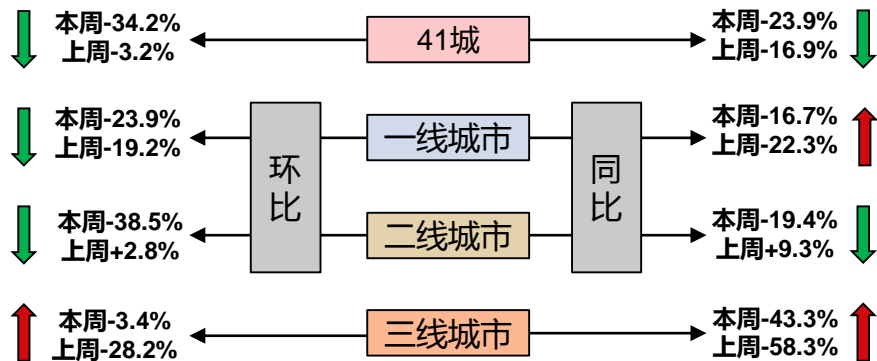 本周-34.2%
上周-3.2%
41城
本周-23.9%
上周-16.9%
本周-23.9%
上周-19.2%
一线城市
本周-16.7%
上周-22.3%
环比
同比
本周-38.5%
上周+2.8%
二线城市
本周-19.4%
上周+9.3%
本周-3.4%
上周-28.2%
三线城市
本周-43.3%
上周-58.3%